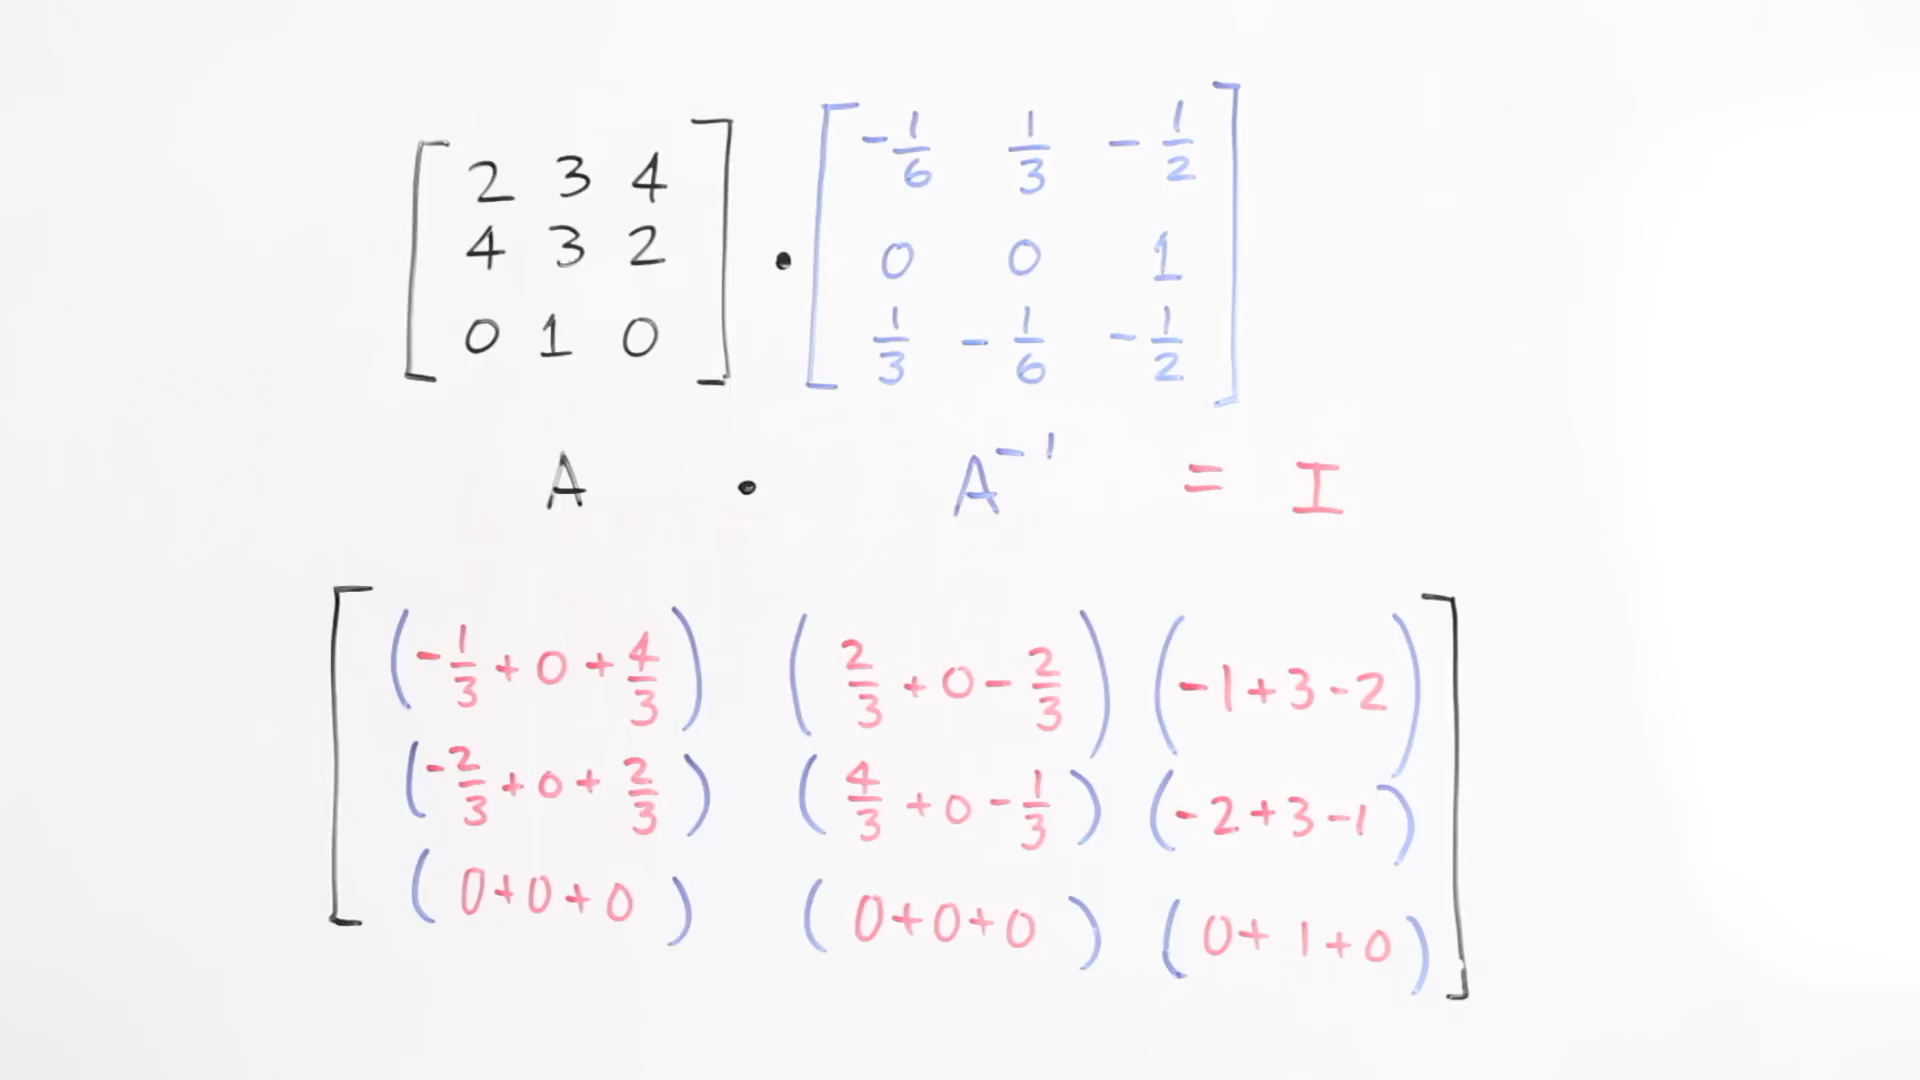 [ 2 3 4 ] · [ -1/6 1/3 -1/2 ]
[ 4 3 2 ] [ 0 0 1 ]
[ 0 1 0 ] [ 1/3 -1/6 -1/2 ]
A · A⁻¹ = I
[ (-1/3 + 0 + 4/3) (2/3 + 0 - 2/3) (-1 + 3 - 2) ]
[ (-2/3 + 0 + 2/3) (4/3 + 0 - 1/3) (-2 + 3 - 1) ]
[ (0 + 0 + 0) (0 + 0 + 0) (0 + 1 + 0) ]